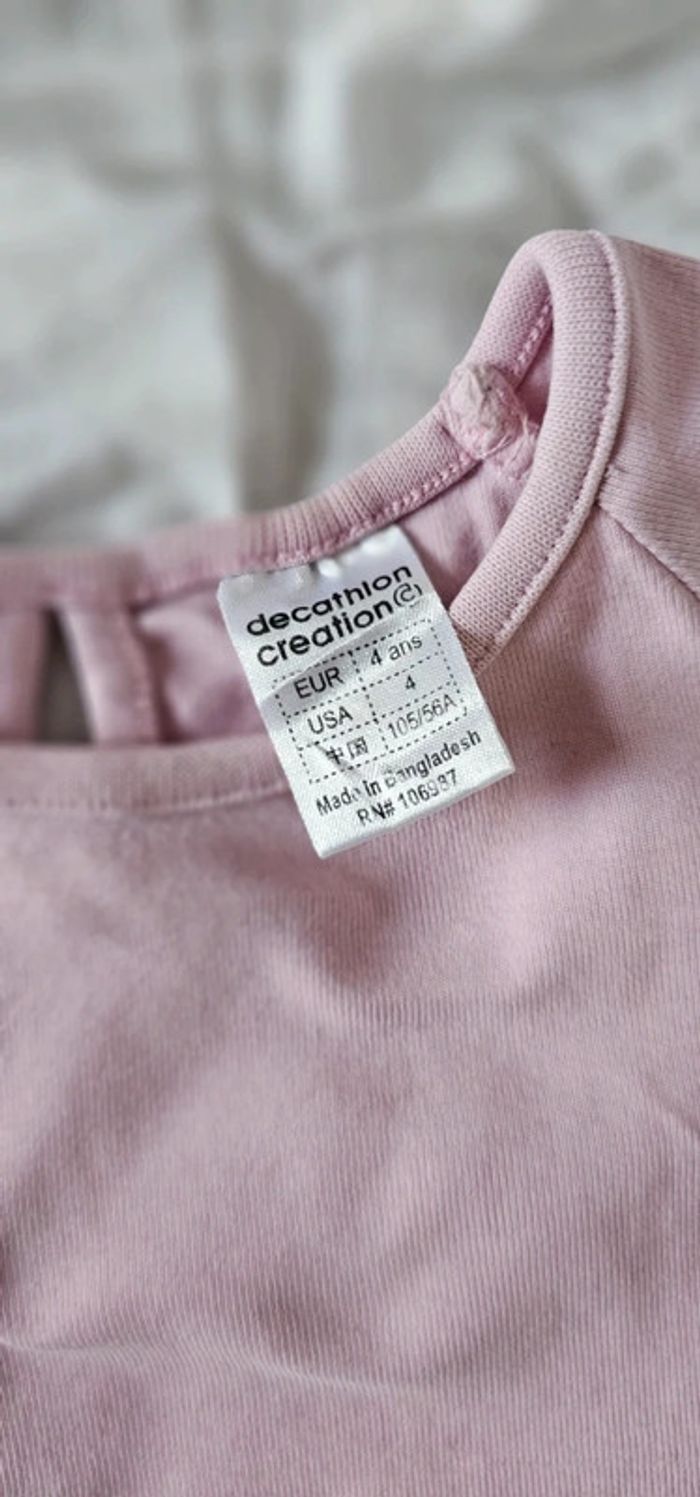 decathlon
creation ©
EUR 4 ans
USA 4
中国 105/56A
Made in Bangladesh
RN# 106937